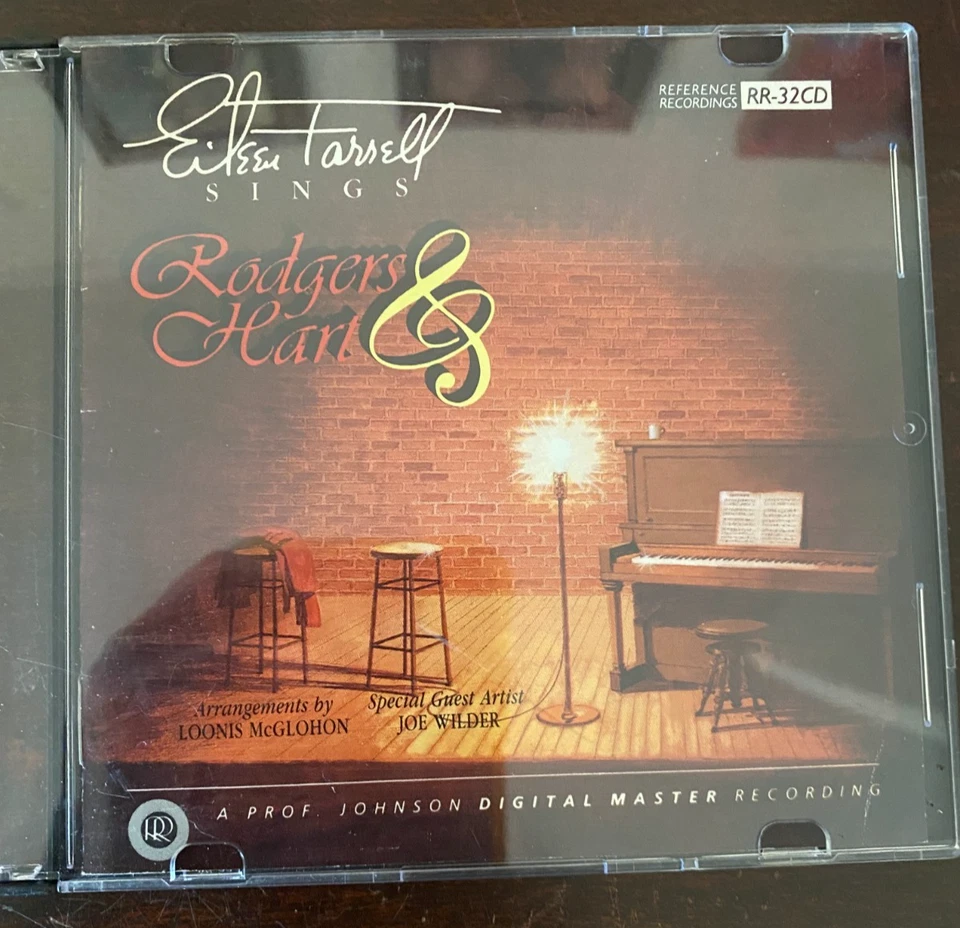 Eileen Farrell
SINGS
REFERENCE
RECORDINGS RR-32CD
Rodgers &
Hart
Arrangements by
LOONIS McGLOHON
Special Guest Artist
JOE WILDER
A PROF. JOHNSON DIGITAL MASTER RECORDING
RR